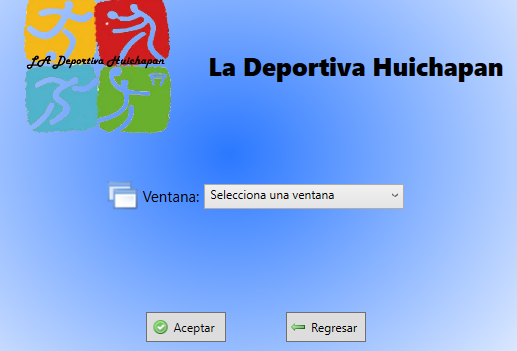 LA Deportiva Huichapan
La Deportiva Huichapan
Ventana: Selecciona una ventana
Aceptar Regresar